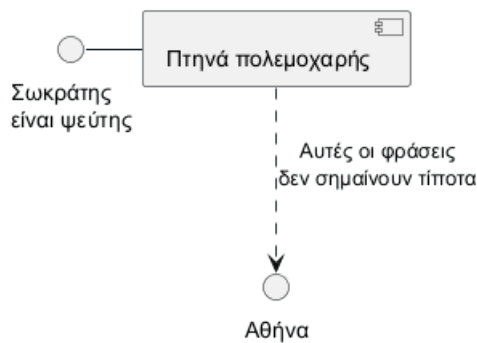 Πτηνά πολεμοχαρής
Σωκράτης
είναι ψεύτης
Αυτές οι φράσεις
δεν σημαίνουν τίποτα
Αθήνα